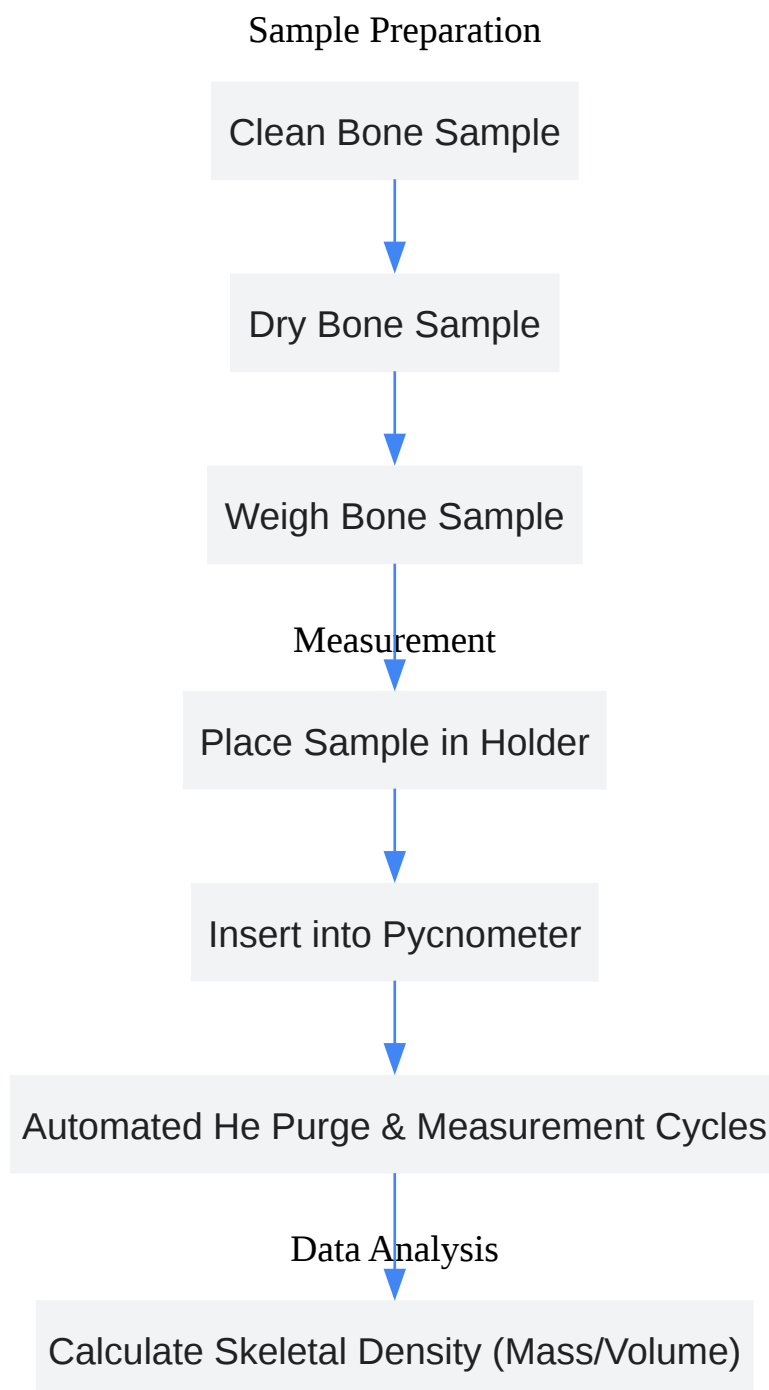 Sample Preparation
Clean Bone Sample
Dry Bone Sample
Weigh Bone Sample
Measurement
Place Sample in Holder
Insert into Pycnometer
Automated He Purge & Measurement Cycles
Data Analysis
Calculate Skeletal Density (Mass/Volume)